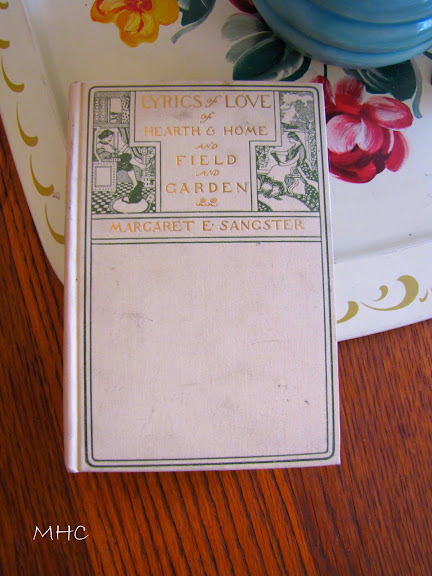 LYRICS of LOVE
of
HEARTH & HOME
AND
FIELD
AND
GARDEN
MARGARET E. SANGSTER
MHC